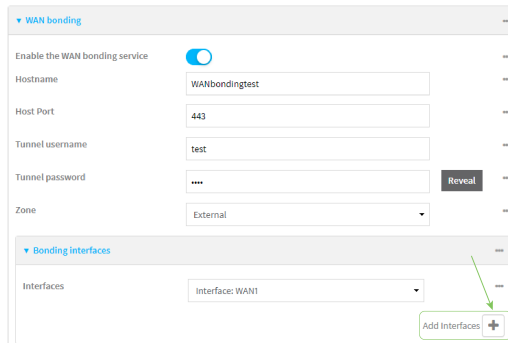 WAN bonding
Enable the WAN bonding service
Hostname
WANbondingtest
Host Port
443
Tunnel username
test
Tunnel password
••••
Reveal
Zone
External
Bonding interfaces
Interfaces
Interface: WAN1
Add Interfaces